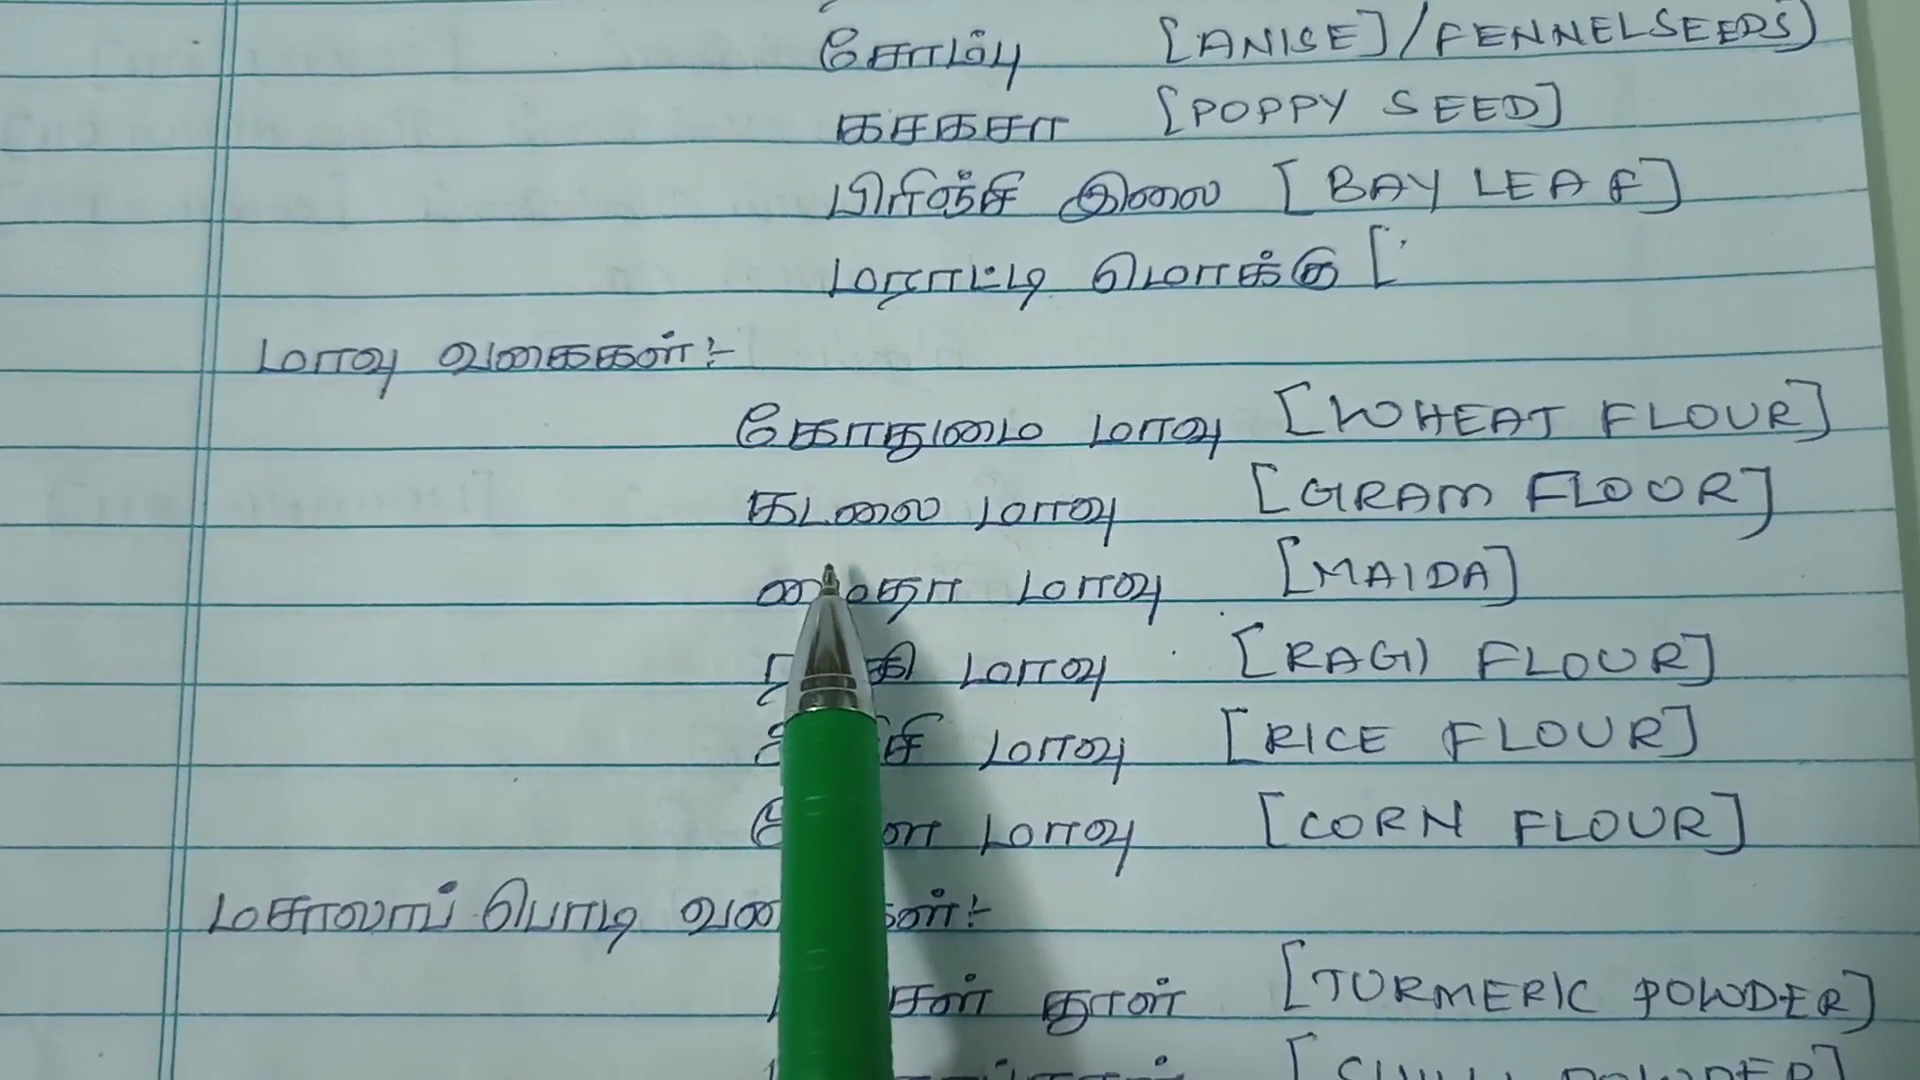 சோம்பு [ANISE]/FENNELSEEDS)
கசகசா [POPPY SEED]
பிரிஞ்சி இலை [BAY LEAF]
மராட்டி மொக்கு [
மாவு வகைகள்:-
கோதுமை மாவு [WHEAT FLOUR]
கடலை மாவு [GRAM FLOUR]
மைதா மாவு [MAIDA]
மாவு [RAGI FLOUR]
மாவு [RICE FLOUR]
மாவு [CORN FLOUR]
மசாலாப் பொடி
தூள் [TURMERIC POWDER]